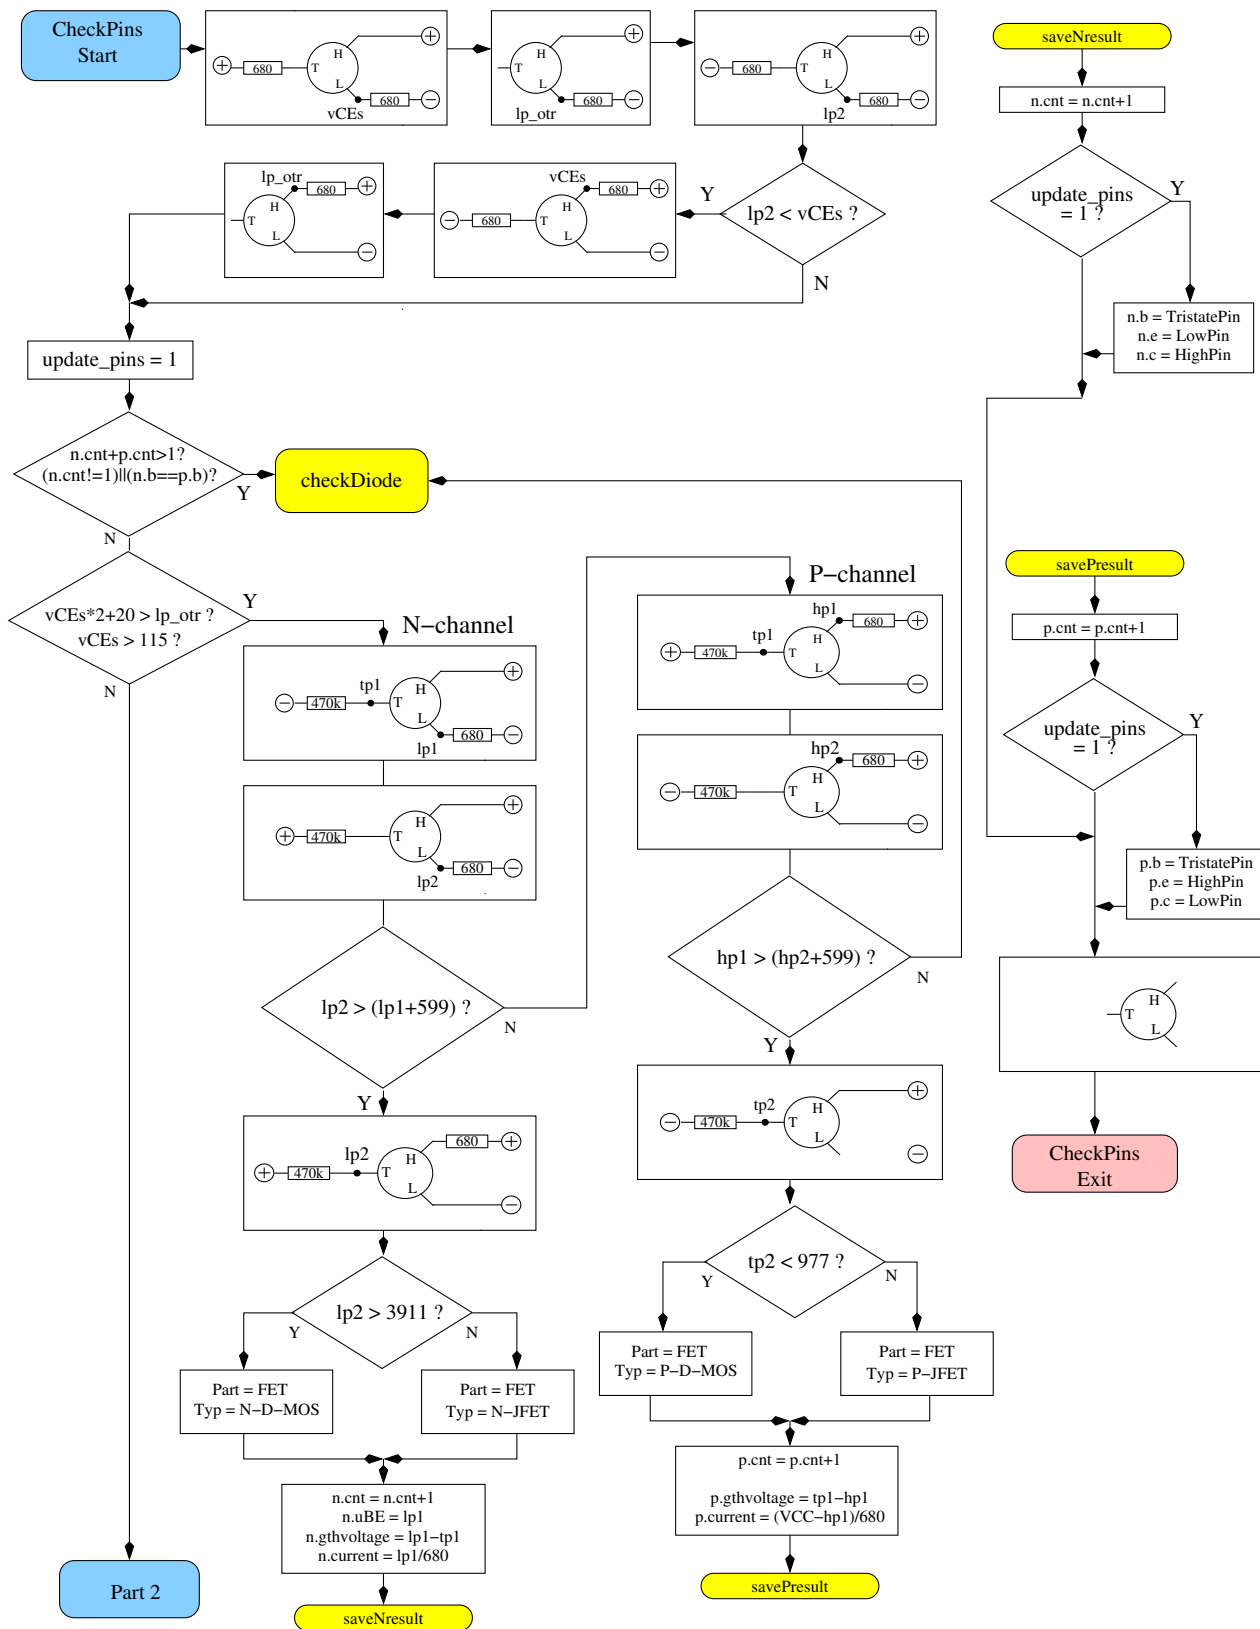 CheckPins
Start
H
T
L
680
680
vCEs
H
T
L
680
lp_otr
H
T
L
680
680
lp2
lp_otr
680
H
T
L
vCEs
680
H
T
L
680
Y
lp2 < vCEs ?
N
update_pins = 1
n.cnt+p.cnt>1?
(n.cnt!=1)||(n.b==p.b)?
Y
N
checkDiode
vCEs*2+20 > lp_otr ?
vCEs > 115 ?
Y
N
Part 2
N-channel
tp1
470k
T
H
L
680
lp1
470k
T
H
L
680
lp2
lp2 > (lp1+599) ?
N
Y
lp2
470k
T
H
L
680
lp2 > 3911 ?
Y
N
Part = FET
Typ = N-D-MOS
Part = FET
Typ = N-JFET
n.cnt = n.cnt+1
n.uBE = lp1
n.gthvoltage = lp1-tp1
n.current = lp1/680
saveNresult
P-channel
hp1
tp1
680
470k
T
H
L
hp2
680
470k
T
H
L
hp1 > (hp2+599) ?
N
Y
tp2
470k
T
H
L
tp2 < 977 ?
Y
N
Part = FET
Typ = P-D-MOS
Part = FET
Typ = P-JFET
p.cnt = p.cnt+1
p.gthvoltage = tp1-hp1
p.current = (VCC-hp1)/680
savePresult
saveNresult
n.cnt = n.cnt+1
update_pins
= 1 ?
Y
n.b = TristatePin
n.e = LowPin
n.c = HighPin
savePresult
p.cnt = p.cnt+1
update_pins
= 1 ?
Y
p.b = TristatePin
p.e = HighPin
p.c = LowPin
H
T
L
CheckPins
Exit